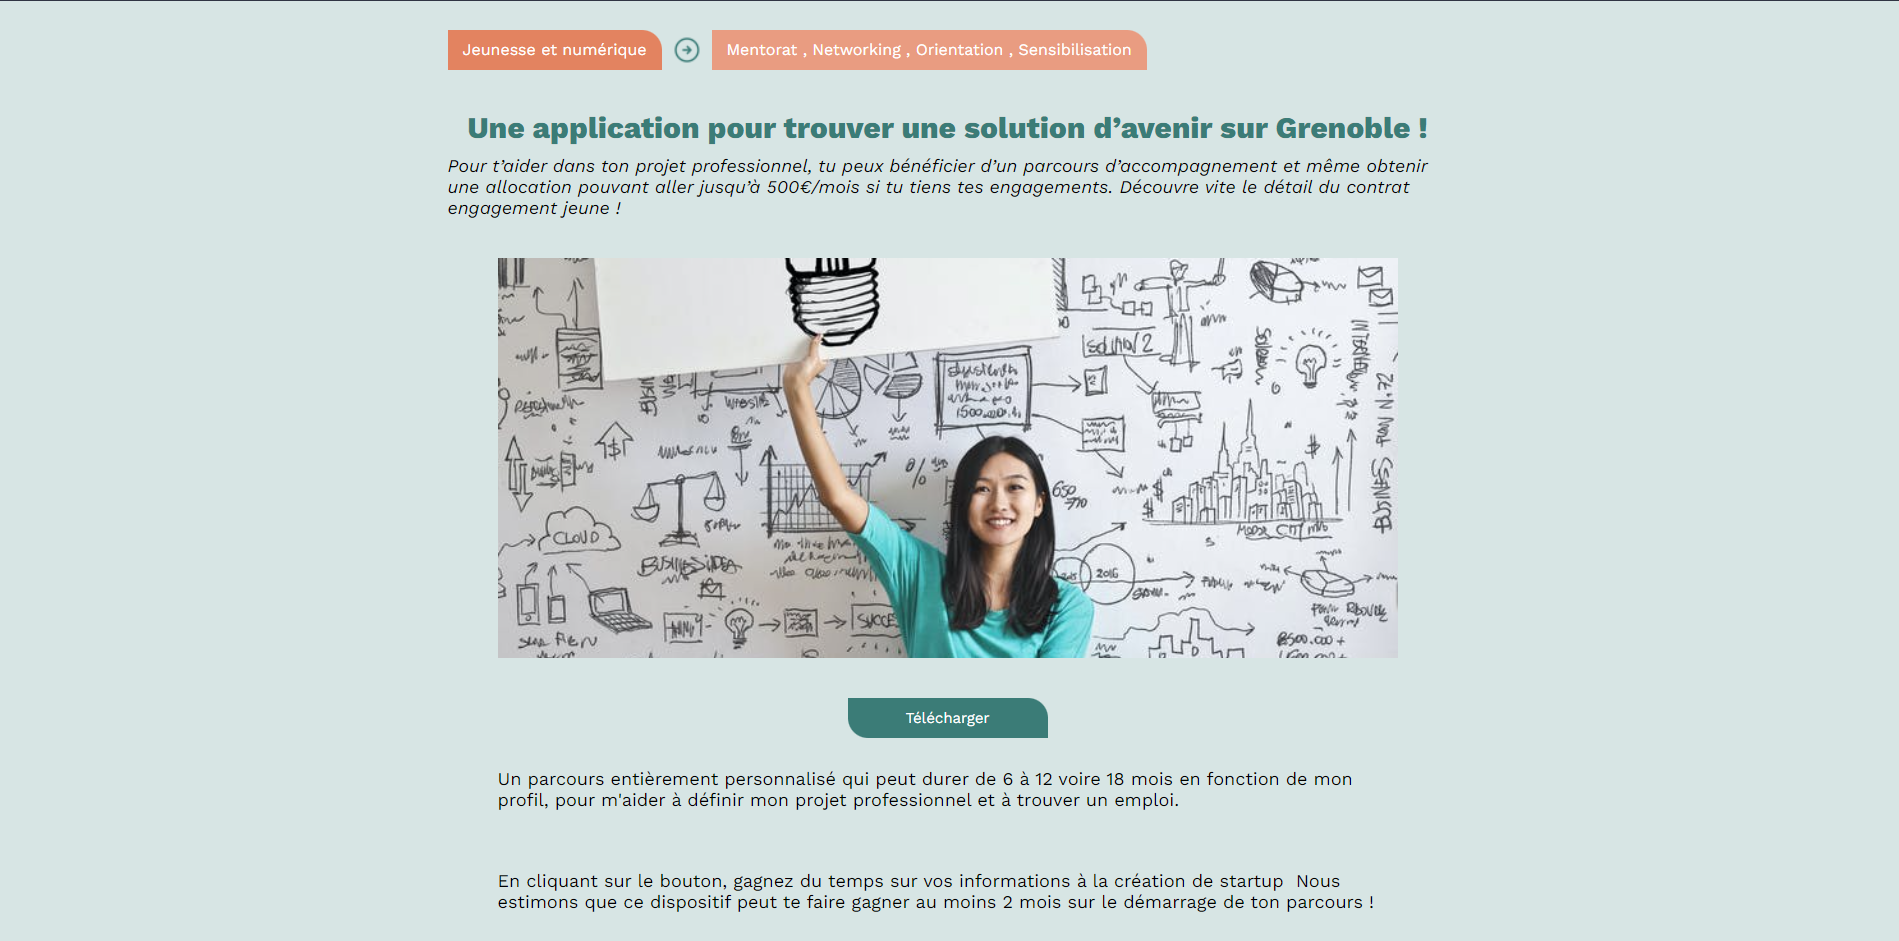 Jeunesse et numérique
Mentorat , Networking , Orientation , Sensibilisation
Une application pour trouver une solution d’avenir sur Grenoble !
Pour t’aider dans ton projet professionnel, tu peux bénéficier d’un parcours d’accompagnement et même obtenir
une allocation pouvant aller jusqu’à 500€/mois si tu tiens tes engagements. Découvre vite le détail du contrat
engagement jeune !
CLOUD
BUSINESS IDEA
2016
Télécharger
Un parcours entièrement personnalisé qui peut durer de 6 à 12 voire 18 mois en fonction de mon
profil, pour m'aider à définir mon projet professionnel et à trouver un emploi.
En cliquant sur le bouton, gagnez du temps sur vos informations à la création de startup  Nous
estimons que ce dispositif peut te faire gagner au moins 2 mois sur le démarrage de ton parcours !